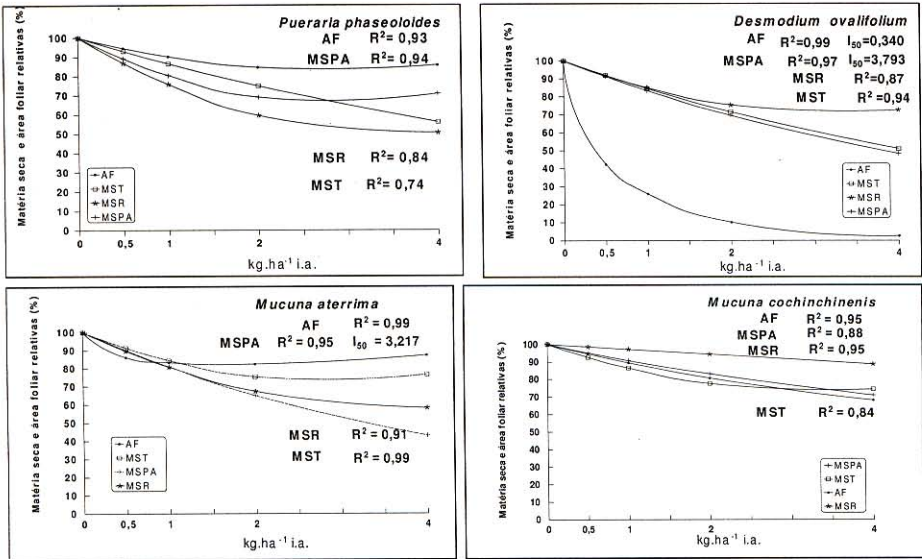 Pueraria phaseoloides
AF R²=0,93
MSPA R²=0,94
MSR R²= 0,84
MST R²= 0,74
Matéria seca e área foliar relativas (%)
100
90
80
70
60
50
40
30
20
10
0
AF
MST
MSR
MSPA
0 0,5 1 2 4
kg.ha⁻¹ i.a.
Desmodium ovalifolium
AF R²=0,99 I₅₀=0,340
MSPA R²=0,97 I₅₀=3,793
MSR R²=0,87
MST R²=0,94
Matéria seca e área foliar relativas (%)
100
90
80
70
60
50
40
30
20
10
0
AF
MST
MSR
MSPA
0 0,5 1 2 4
kg.ha⁻¹ i.a.
Mucuna aterrima
AF R² = 0,99
MSPA R² = 0,95 I₅₀ = 3,217
MSR R² = 0,91
MST R² = 0,99
Matéria seca e área foliar relativas (%)
100
90
80
70
60
50
40
30
20
10
0
AF
MST
MSPA
MSR
0 0,5 1 2 4
kg.ha⁻¹ i.a.
Mucuna cochinchinenis
AF R² = 0,95
MSPA R² = 0,88
MSR R² = 0,95
MST R² = 0,84
Matéria seca e área foliar relativas (%)
100
90
80
70
60
50
40
30
20
10
0
MSPA
MST
AF
MSR
0 0,5 1 2 4
kg.ha⁻¹ i.a.